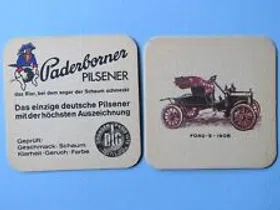 Paderborner
PILSENER
das Bier, bei dem sogar der Schaum schmeckt
Das einzige deutsche Pilsener
mit der höchsten Auszeichnung
Geprüft:
Geschmack · Schaum
Klarheit · Geruch · Farbe
DLG
FORD-S-1908